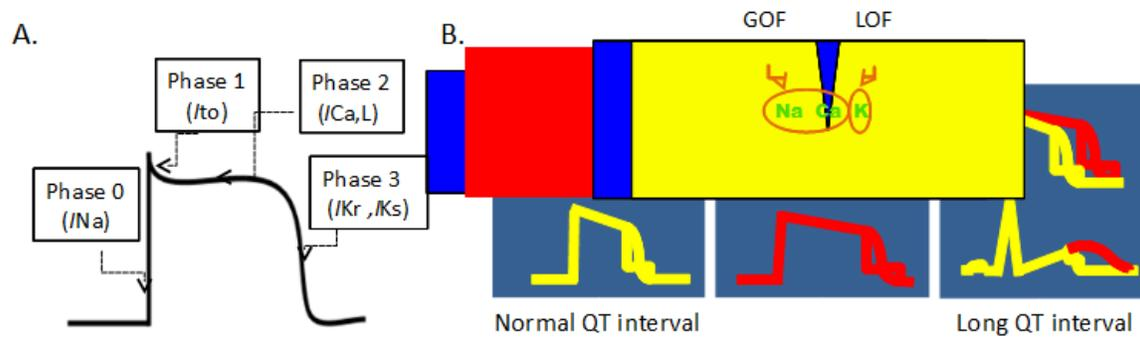 A.
Phase 0
(INa)
Phase 1
(Ito)
Phase 2
(ICa,L)
Phase 3
(IKr ,IKs)
B.
GOF LOF
Na Ca K
Normal QT interval
Long QT interval